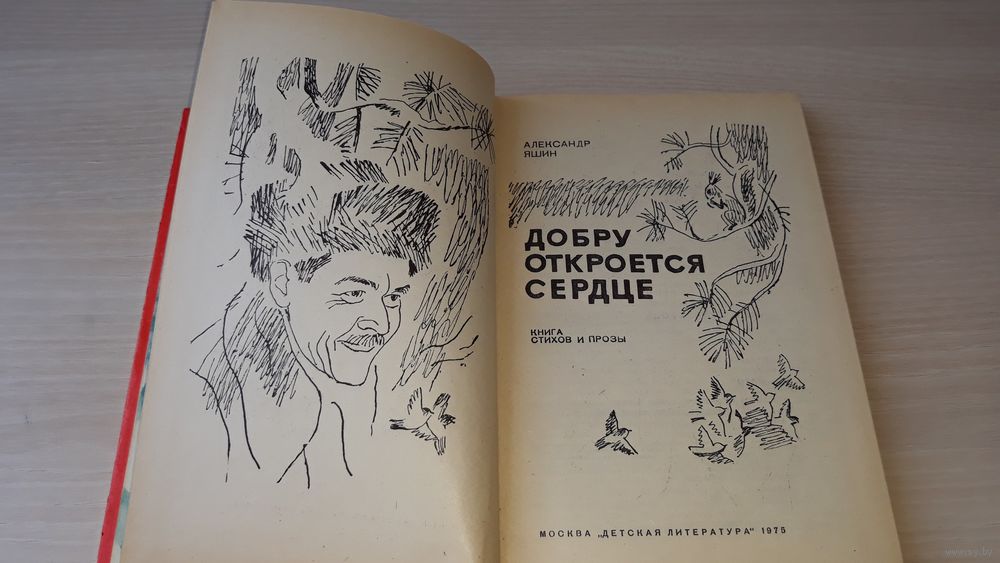 АЛЕКСАНДР
ЯШИН
ДОБРУ
ОТКРОЕТСЯ
СЕРДЦЕ
КНИГА
СТИХОВ И ПРОЗЫ
МОСКВА „ДЕТСКАЯ ЛИТЕРАТУРА" 1975